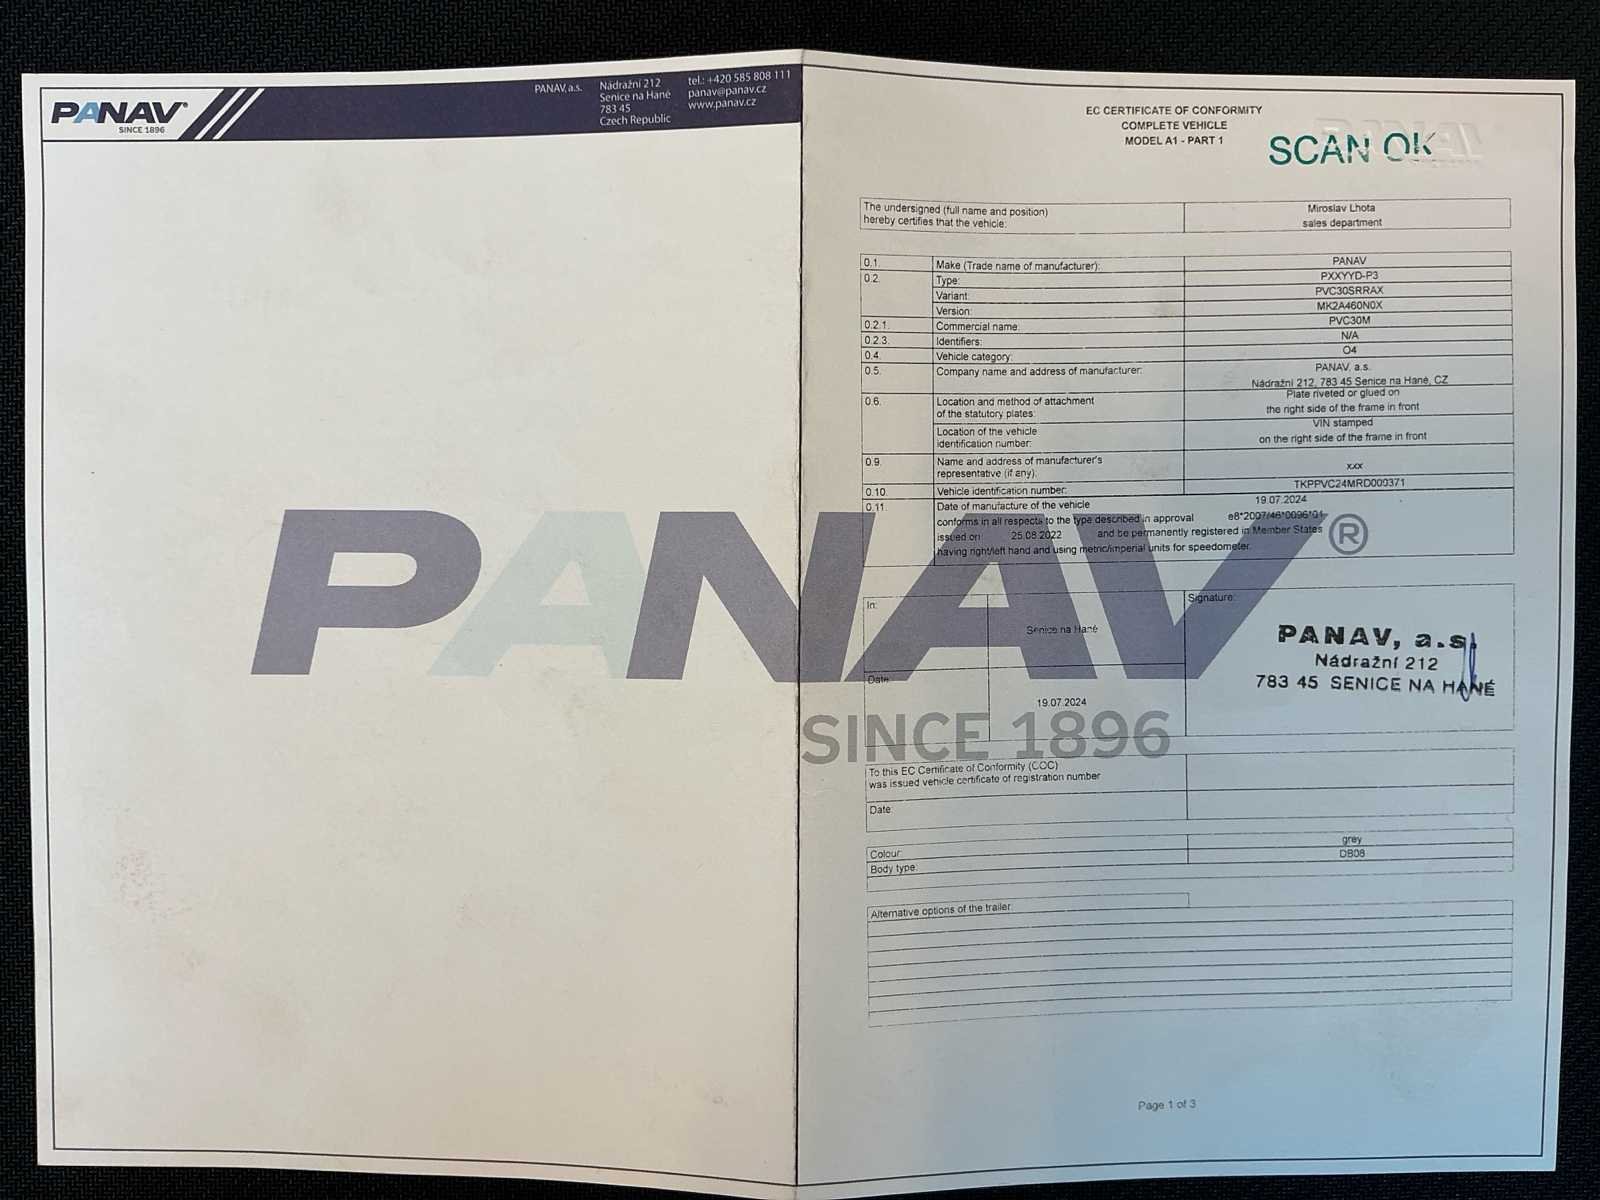 PANAV®
SINCE 1896
PANAV, a.s.
Nádražní 212
Senice na Hané
783 45
Czech Republic
tel.: +420 585 808 111
panav@panav.cz
www.panav.cz
EC CERTIFICATE OF CONFORMITY
COMPLETE VEHICLE
MODEL A1 - PART 1
SCAN OK
The undersigned (full name and position)
hereby certifies that the vehicle:
Miroslav Lhota
sales department
0.1. Make (Trade name of manufacturer): PANAV
0.2. Type: PXXYYD-P3
Variant: PVC30SRRAX
Version: MK2A460N0X
0.2.1. Commercial name: PVC30M
0.2.3. Identifiers: N/A
0.4. Vehicle category: O4
0.5. Company name and address of manufacturer: PANAV, a.s.
Nádražní 212, 783 45 Senice na Hané, CZ
0.6. Location and method of attachment
of the statutory plates:
Plate riveted or glued on
the right side of the frame in front
Location of the vehicle
identification number:
VIN stamped
on the right side of the frame in front
0.9. Name and address of manufacturer's
representative (if any): xxx
0.10. Vehicle identification number: TKPPVC24MRD009371
0.11. Date of manufacture of the vehicle 19.07.2024
conforms in all respects to the type described in approval e8*2007/46*0096*01
issued on 25.08.2022 and be permanently registered in Member States
having right/left hand and using metric/imperial units for speedometer.
PANAV®
SINCE 1896
In: Senice na Hané
Date: 19.07.2024
Signature:
PANAV, a.s.
Nádražní 212
783 45 SENICE NA HANÉ
To this EC Certificate of Conformity (COC)
was issued vehicle certificate of registration number
Date:
Colour: grey
Body type: DB08
Alternative options of the trailer:
Page 1 of 3